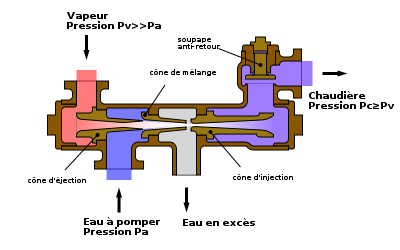 Vapeur
Pression Pv>>Pa
soupape
anti-retour
cône de mélange
Chaudière
Pression Pc≥Pv
cône d'éjection
cône d'injection
Eau à pomper
Pression Pa
Eau en excès